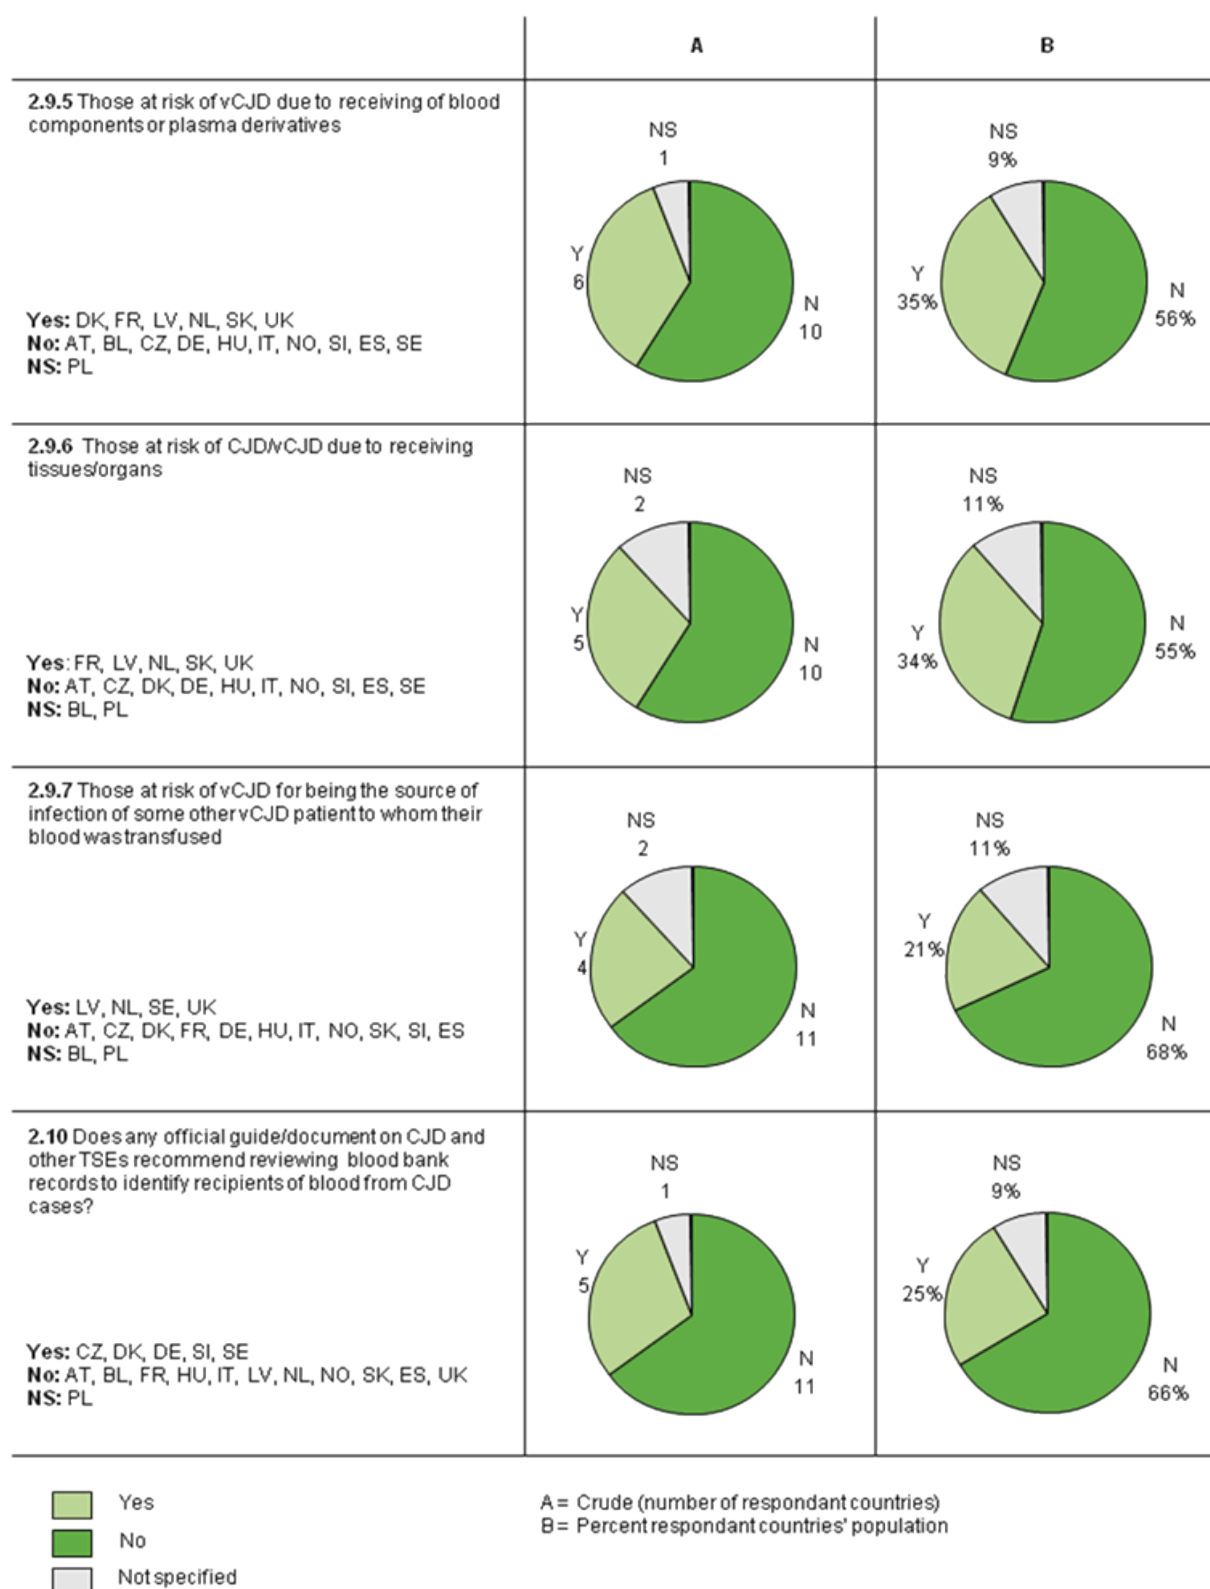 A
B
2.9.5 Those at risk of vCJD due to receiving of blood
components or plasma derivatives
Yes: DK, FR, LV, NL, SK, UK
No: AT, BL, CZ, DE, HU, IT, NO, SI, ES, SE
NS: PL
NS
1
Y
6
N
10
NS
9%
Y
35%
N
56%
2.9.6 Those at risk of CJD/vCJD due to receiving
tissues/organs
Yes: FR, LV, NL, SK, UK
No: AT, CZ, DK, DE, HU, IT, NO, SI, ES, SE
NS: BL, PL
NS
2
Y
5
N
10
NS
11%
Y
34%
N
55%
2.9.7 Those at risk of vCJD for being the source of
infection of some other vCJD patient to whom their
blood was transfused
Yes: LV, NL, SE, UK
No: AT, CZ, DK, FR, DE, HU, IT, NO, SK, SI, ES
NS: BL, PL
NS
2
Y
4
N
11
NS
11%
Y
21%
N
68%
2.10 Does any official guide/document on CJD and
other TSEs recommend reviewing blood bank
records to identify recipients of blood from CJD
cases?
Yes: CZ, DK, DE, SI, SE
No: AT, BL, FR, HU, IT, LV, NL, NO, SK, ES, UK
NS: PL
NS
1
Y
5
N
11
NS
9%
Y
25%
N
66%
Yes
No
Not specified
A = Crude (number of respondant countries)
B = Percent respondant countries' population